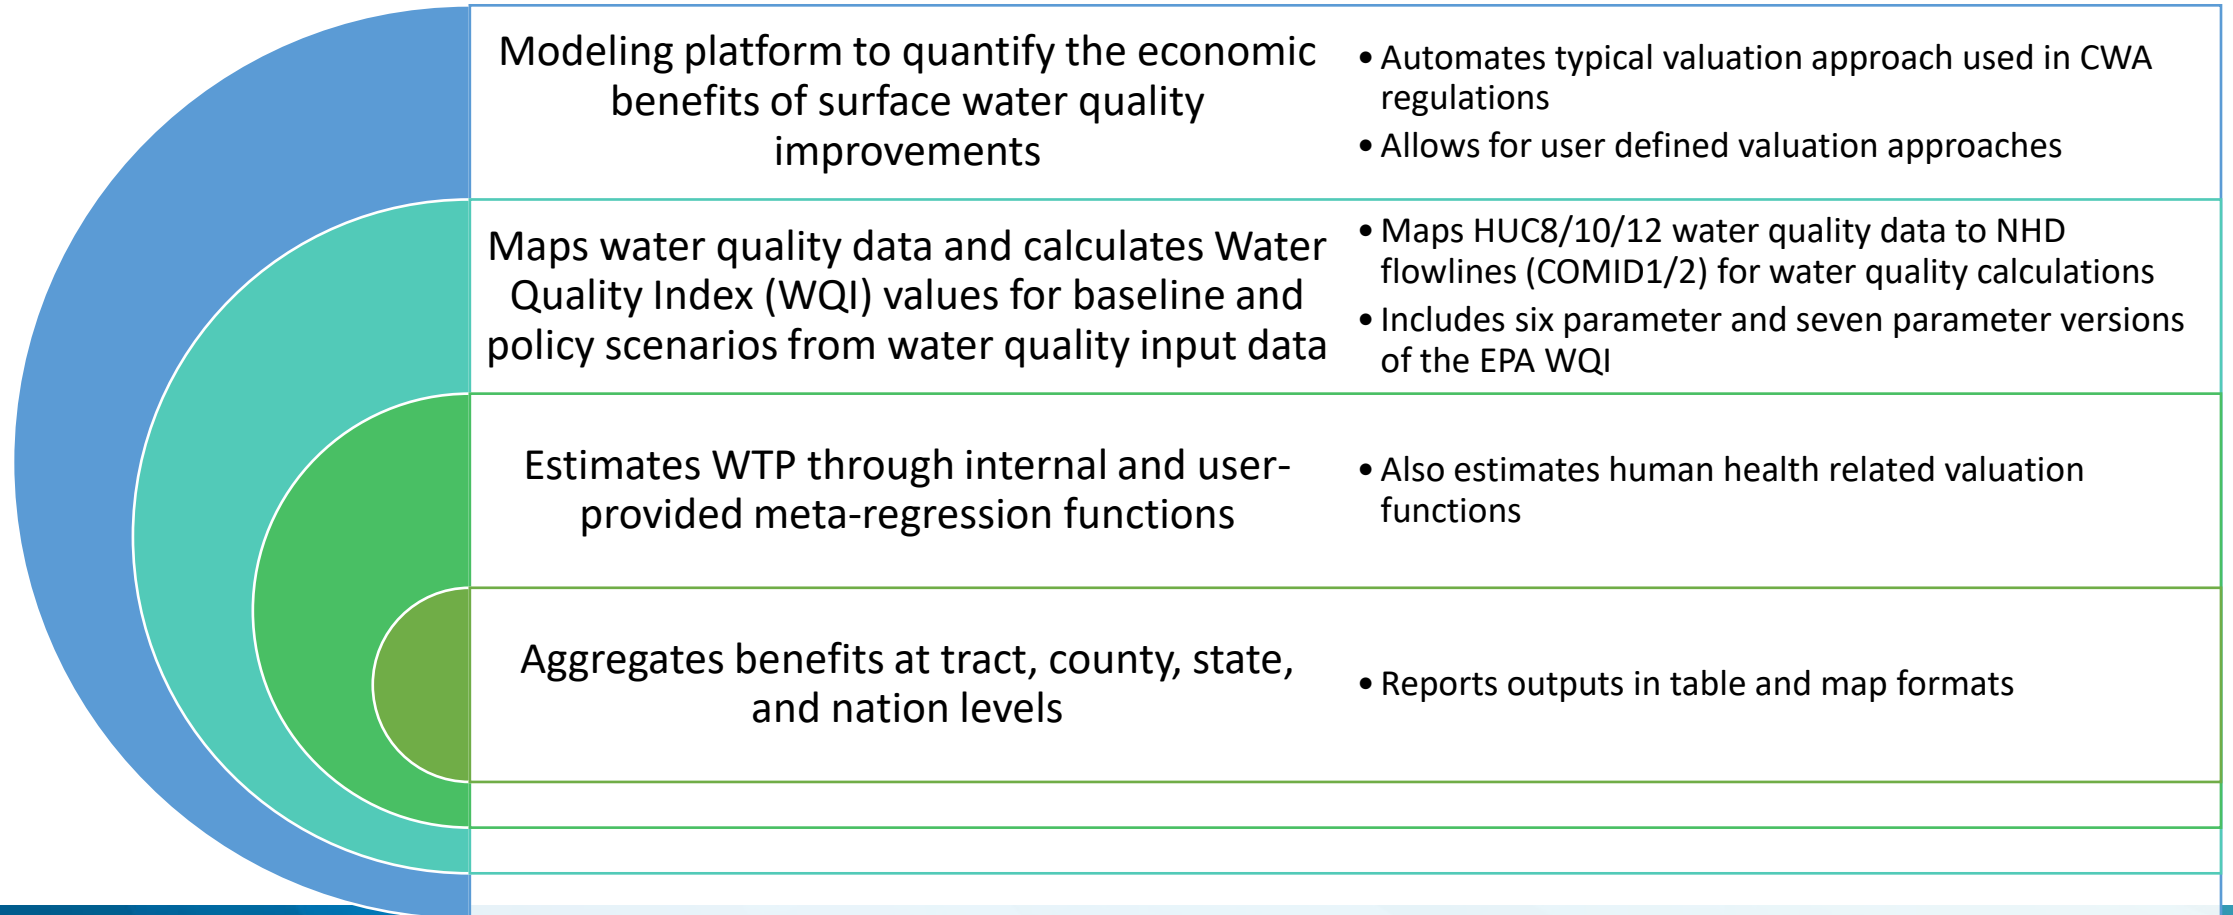 Modeling platform to quantify the economic
benefits of surface water quality
improvements
• Automates typical valuation approach used in CWA
regulations
• Allows for user defined valuation approaches
Maps water quality data and calculates Water
Quality Index (WQI) values for baseline and
policy scenarios from water quality input data
• Maps HUC8/10/12 water quality data to NHD
flowlines (COMID1/2) for water quality calculations
• Includes six parameter and seven parameter versions
of the EPA WQI
Estimates WTP through internal and user-
provided meta-regression functions
• Also estimates human health related valuation
functions
Aggregates benefits at tract, county, state,
and nation levels
• Reports outputs in table and map formats